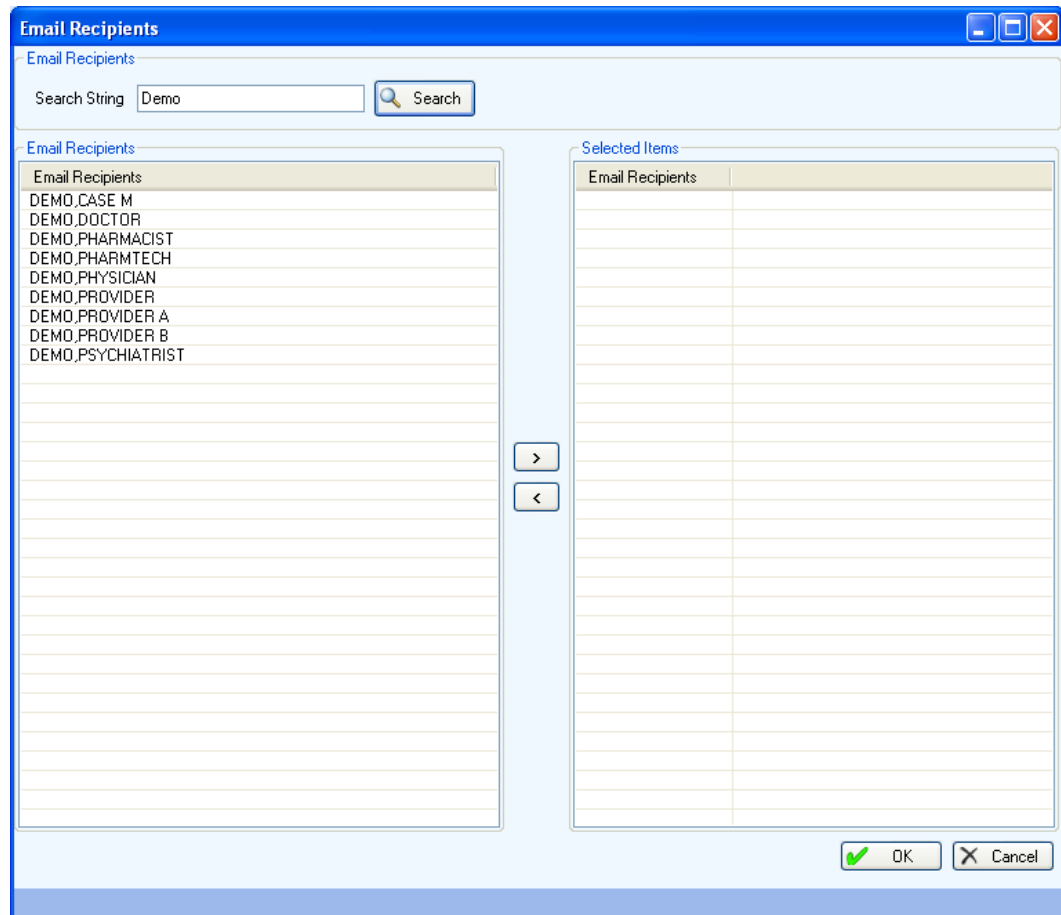 Email Recipients
Email Recipients
Search String Demo Search
Email Recipients
Email Recipients
DEMO,CASE M
DEMO,DOCTOR
DEMO,PHARMACIST
DEMO,PHARMTECH
DEMO,PHYSICIAN
DEMO,PROVIDER
DEMO,PROVIDER A
DEMO,PROVIDER B
DEMO,PSYCHIATRIST
>
<
Selected Items
Email Recipients
OK Cancel